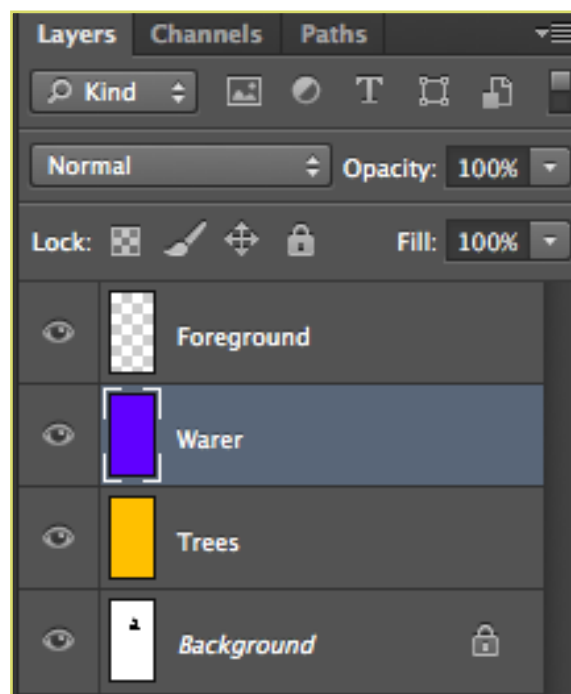 Layers Channels Paths
Kind T
Normal Opacity: 100%
Lock: Fill: 100%
Foreground
Warer
Trees
Background